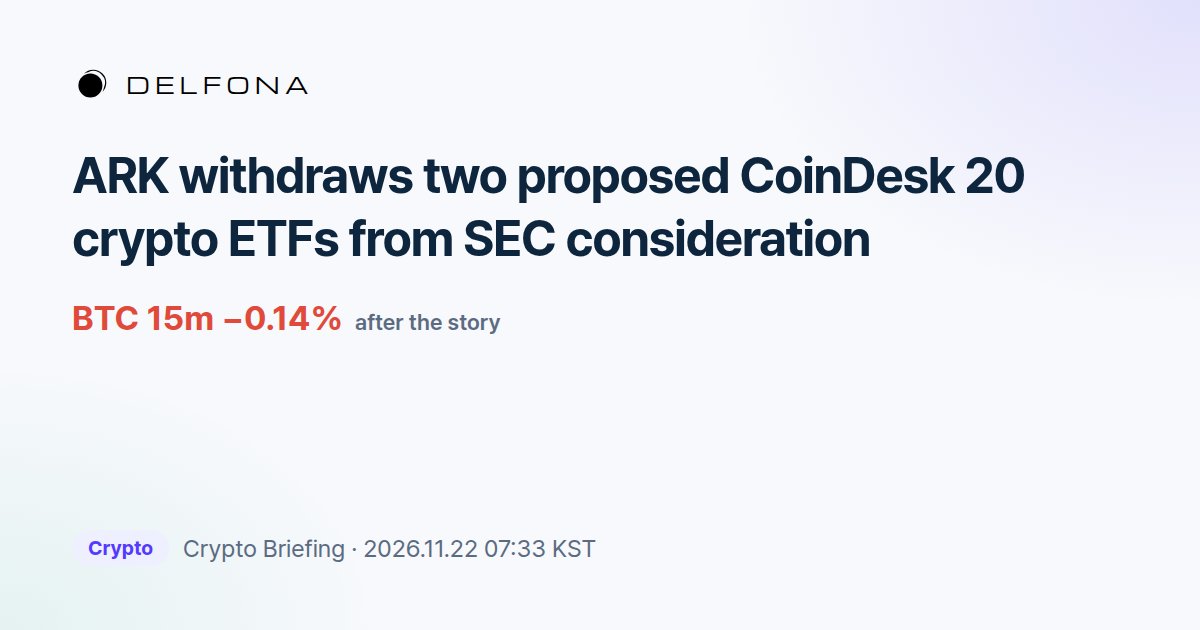 DELFONA
ARK withdraws two proposed CoinDesk 20
crypto ETFs from SEC consideration
BTC 15m −0.14% after the story
Crypto Crypto Briefing · 2026.11.22 07:33 KST